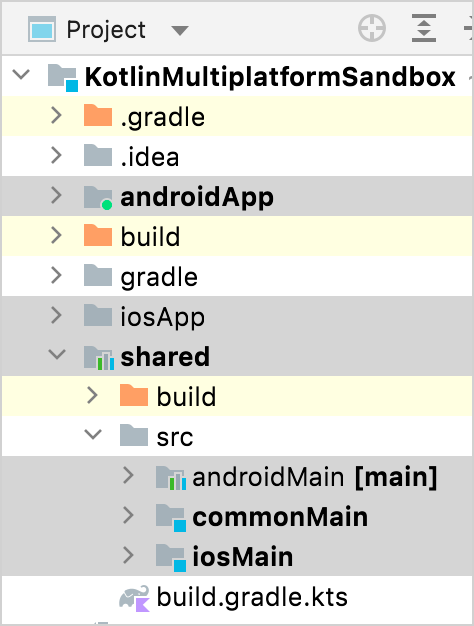 Project
KotlinMultiplatformSandbox
.gradle
.idea
androidApp
build
gradle
iosApp
shared
build
src
androidMain [main]
commonMain
iosMain
build.gradle.kts